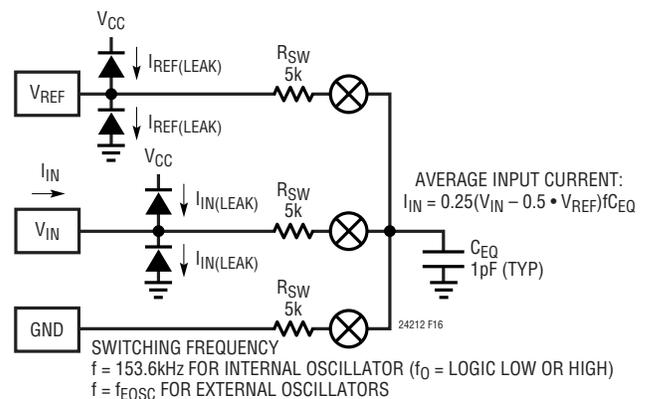 VCC
IREF(LEAK)
RSW
5k
VREF
IREF(LEAK)
VCC
IIN
IIN(LEAK)
RSW
5k
AVERAGE INPUT CURRENT:
IIN = 0.25(VIN – 0.5 • VREF)fCEQ
VIN
IIN(LEAK)
CEQ
1pF (TYP)
RSW
5k
GND
24212 F16
SWITCHING FREQUENCY
f = 153.6kHz FOR INTERNAL OSCILLATOR (fO = LOGIC LOW OR HIGH)
f = fEOSC FOR EXTERNAL OSCILLATORS